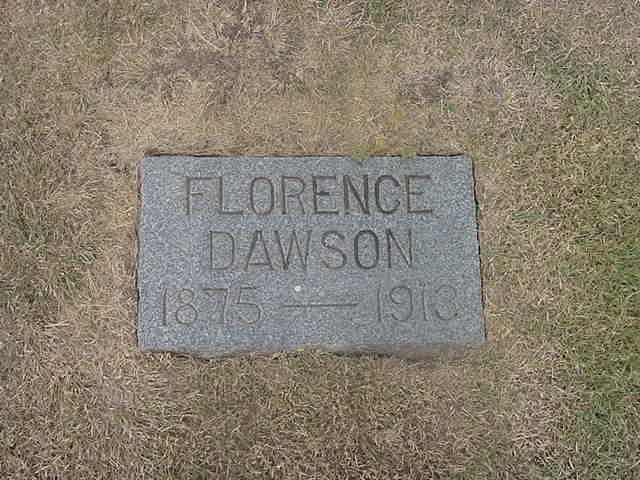 FLORENCE
DAWSON
1875 — 1913